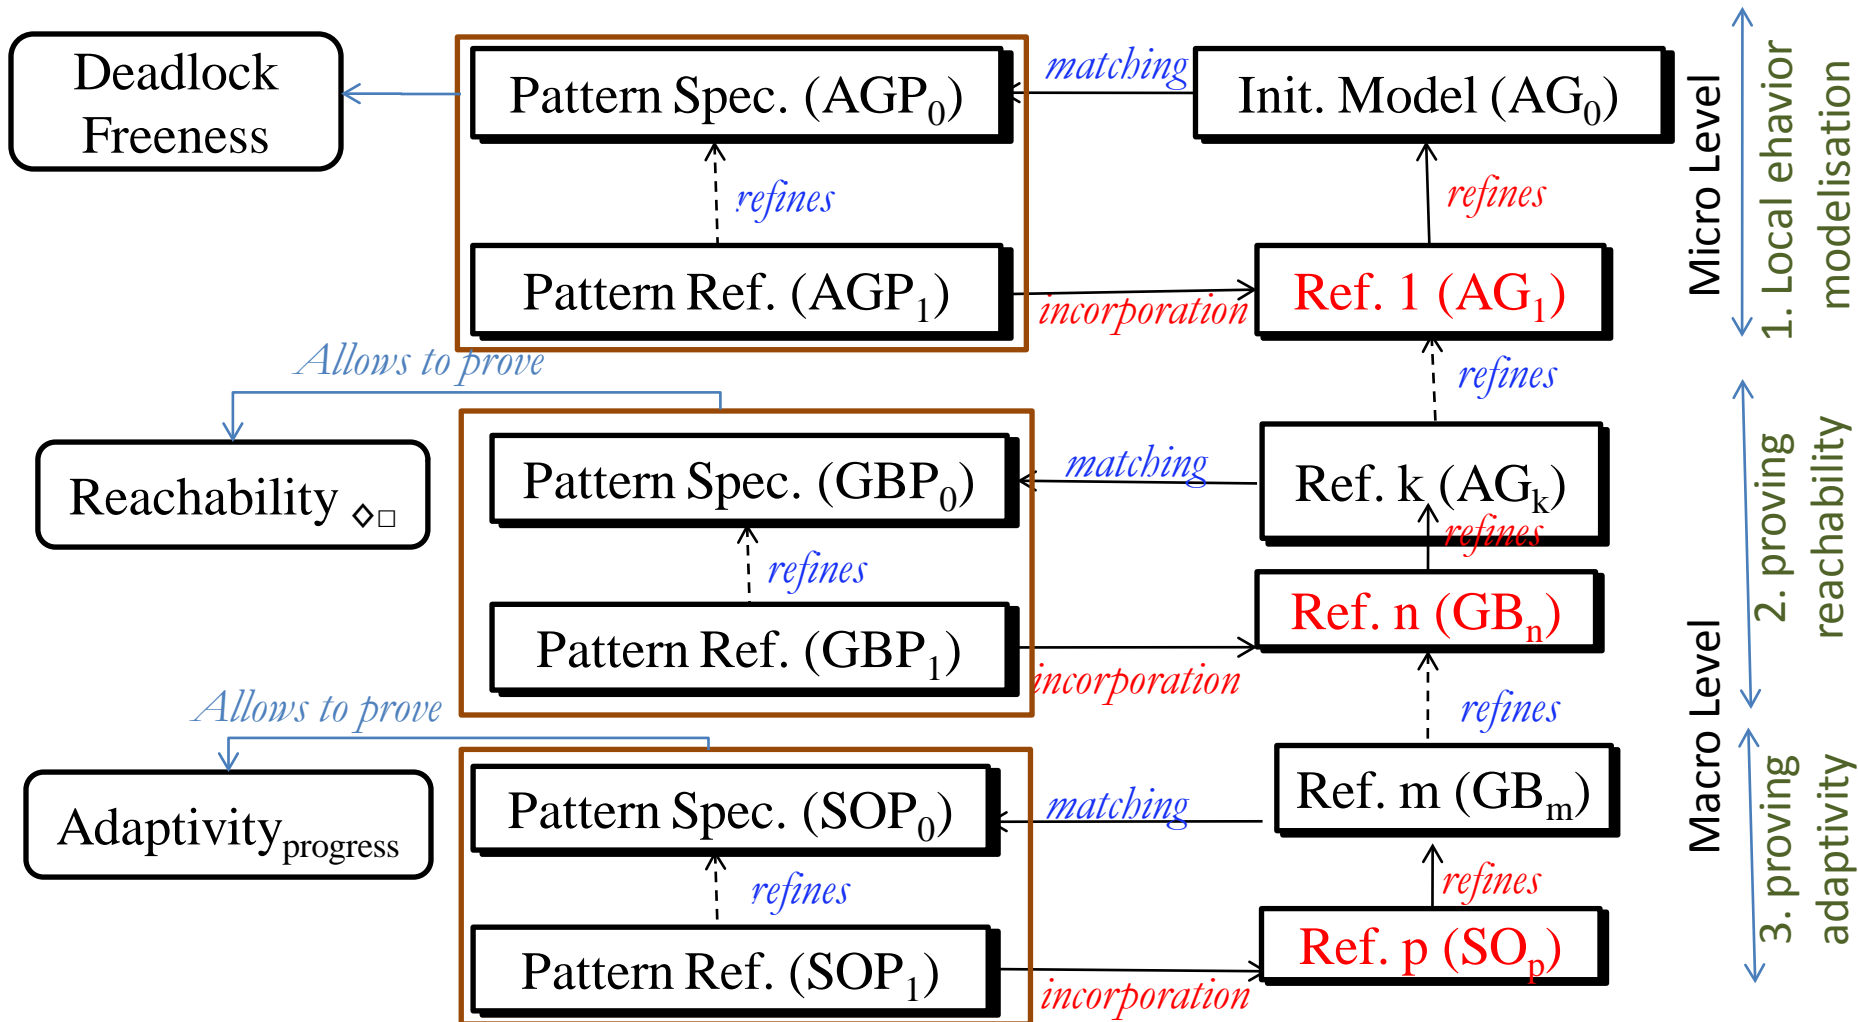 Deadlock
Freeness
Pattern Spec. (AGP₀)
matching
Init. Model (AG₀)
refines
refines
Pattern Ref. (AGP₁)
incorporation
Ref. 1 (AG₁)
Micro Level
1. Local ehavior
modelisation
Allows to prove
refines
Reachability ◇□
Pattern Spec. (GBP₀)
matching
Ref. k (AGₖ)
refines
refines
Pattern Ref. (GBP₁)
incorporation
Ref. n (GBₙ)
2. proving
reachability
Allows to prove
refines
Adaptivity progress
Pattern Spec. (SOP₀)
matching
Ref. m (GBₘ)
refines
refines
Pattern Ref. (SOP₁)
incorporation
Ref. p (SOₚ)
Macro Level
3. proving
adaptivity